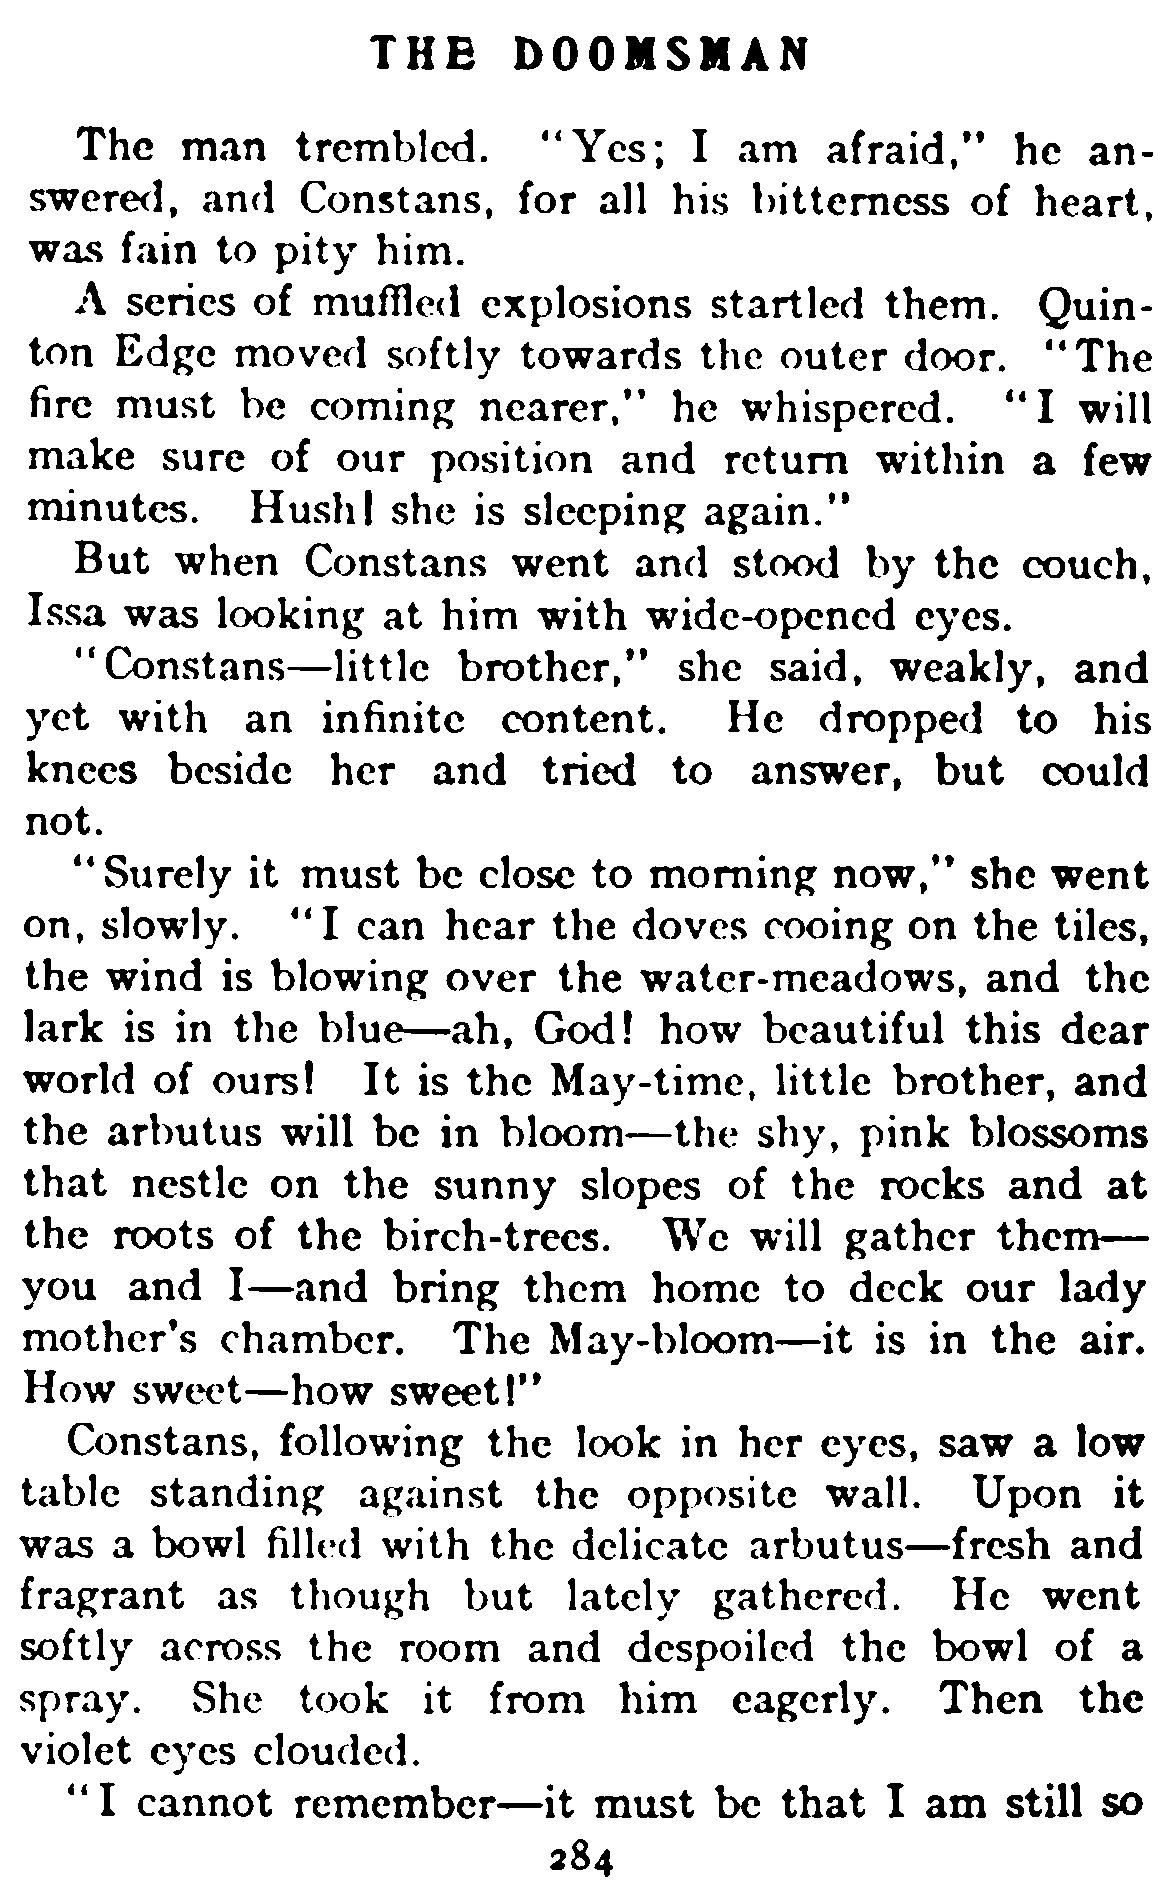 THE DOOMSMAN
The man trembled. "Yes; I am afraid," he an-
swered, and Constans, for all his bitterness of heart,
was fain to pity him.
A series of muffled explosions startled them. Quin-
ton Edge moved softly towards the outer door. "The
fire must be coming nearer," he whispered. "I will
make sure of our position and return within a few
minutes. Hush! she is sleeping again."
But when Constans went and stood by the couch,
Issa was looking at him with wide-opened eyes.
"Constans—little brother," she said, weakly, and
yet with an infinite content. He dropped to his
knees beside her and tried to answer, but could
not.
"Surely it must be close to morning now," she went
on, slowly. "I can hear the doves cooing on the tiles,
the wind is blowing over the water-meadows, and the
lark is in the blue—ah, God! how beautiful this dear
world of ours! It is the May-time, little brother, and
the arbutus will be in bloom—the shy, pink blossoms
that nestle on the sunny slopes of the rocks and at
the roots of the birch-trees. We will gather them—
you and I—and bring them home to deck our lady
mother's chamber. The May-bloom—it is in the air.
How sweet—how sweet!"
Constans, following the look in her eyes, saw a low
table standing against the opposite wall. Upon it
was a bowl filled with the delicate arbutus—fresh and
fragrant as though but lately gathered. He went
softly across the room and despoiled the bowl of a
spray. She took it from him eagerly. Then the
violet eyes clouded.
"I cannot remember—it must be that I am still so
284